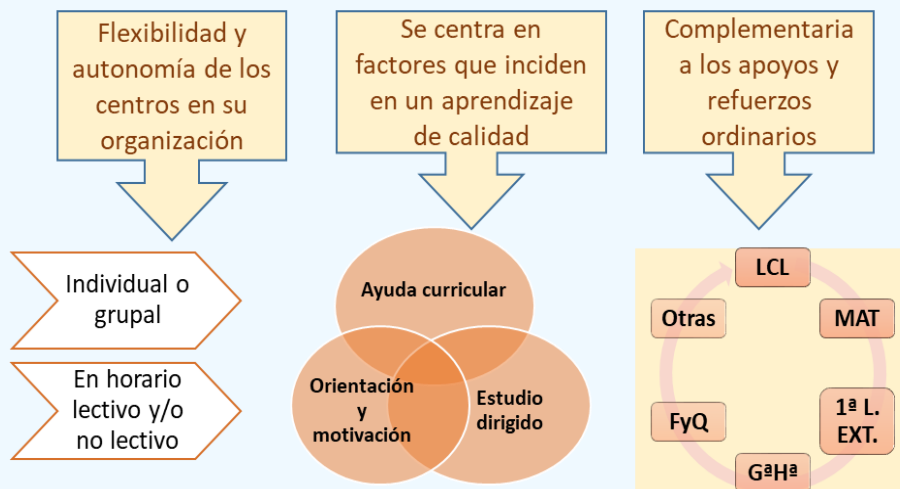 Flexibilidad y
autonomía de los
centros en su
organización
Se centra en
factores que inciden
en un aprendizaje
de calidad
Complementaria
a los apoyos y
refuerzos
ordinarios
Individual o
grupal
En horario
lectivo y/o
no lectivo
Ayuda curricular
Orientación
y
motivación
Estudio
dirigido
LCL
MAT
1ª L.
EXT.
GªHª
FyQ
Otras